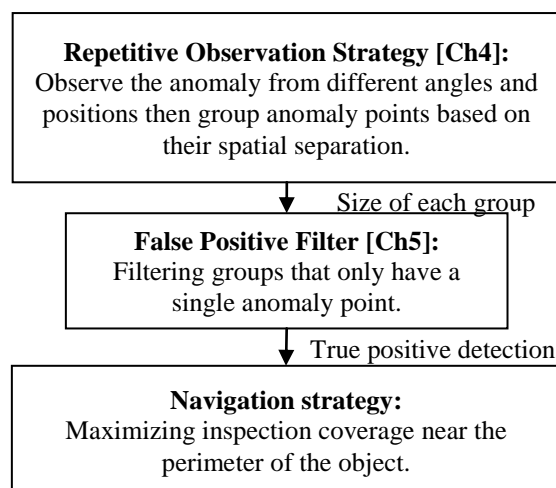 Repetitive Observation Strategy [Ch4]:
Observe the anomaly from different angles and
positions then group anomaly points based on
their spatial separation.
Size of each group
False Positive Filter [Ch5]:
Filtering groups that only have a
single anomaly point.
True positive detection
Navigation strategy:
Maximizing inspection coverage near the
perimeter of the object.